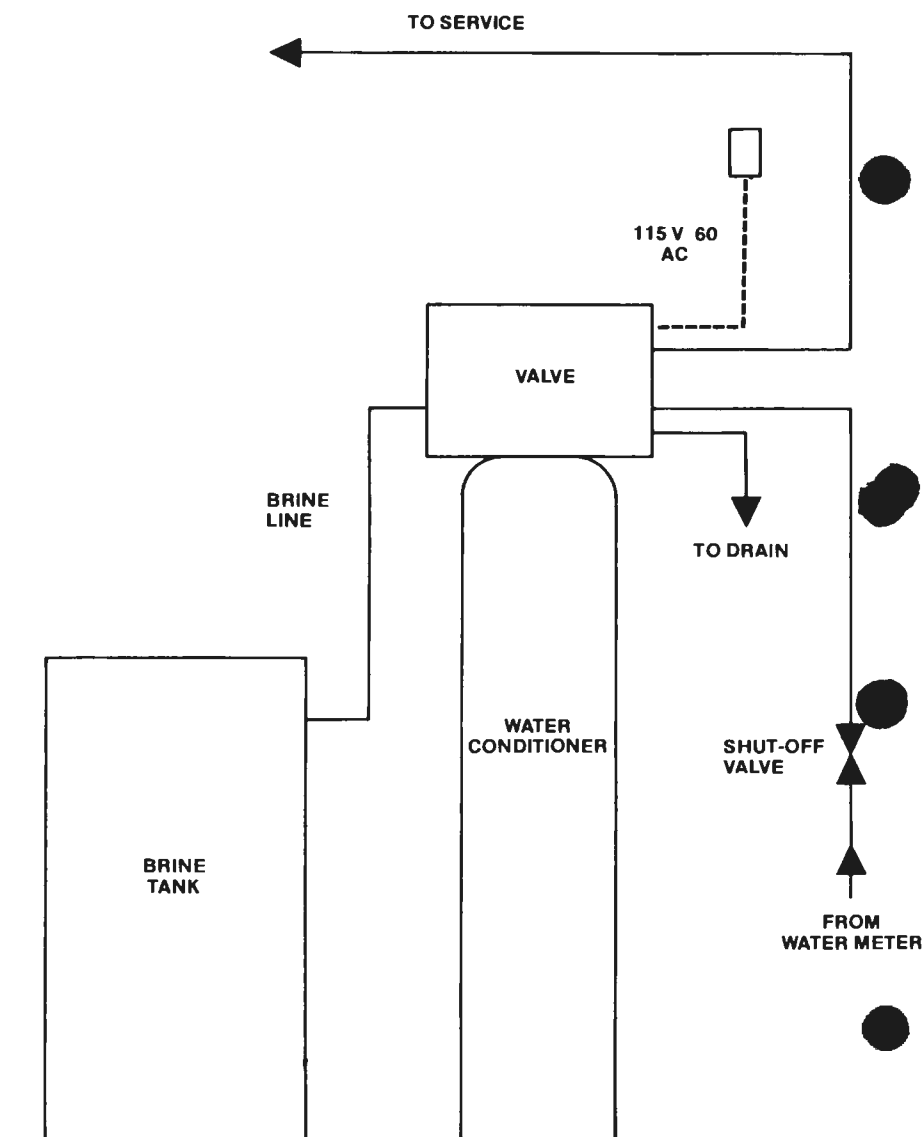 TO SERVICE
115 V 60
AC
VALVE
BRINE
LINE
TO DRAIN
WATER
CONDITIONER
SHUT-OFF
VALVE
BRINE
TANK
FROM
WATER METER